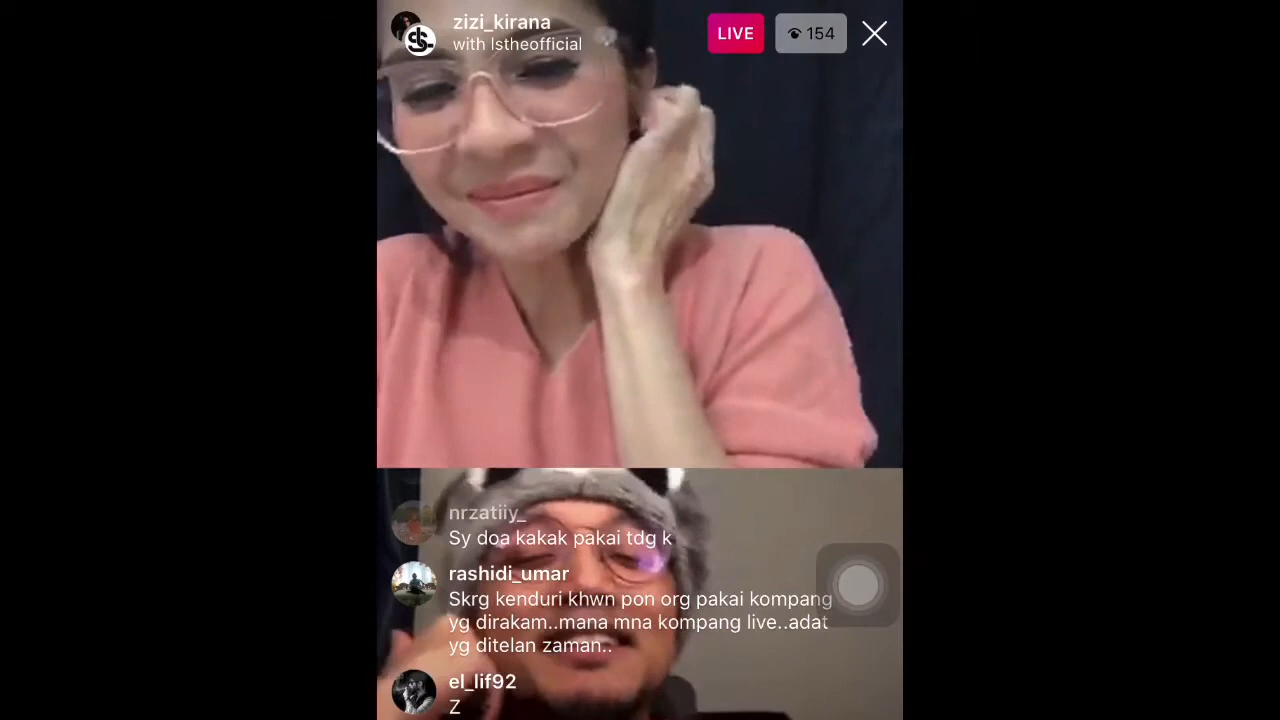 zizi_kirana
with lstheofficial
LIVE
154
nrzatiiy_
Sy doa kakak pakai tdg k
rashidi_umar
Skrg kenduri khwn pon org pakai kompang
yg dirakam..mana mna kompang live..adat
yg ditelan zaman..
el_lif92
Z